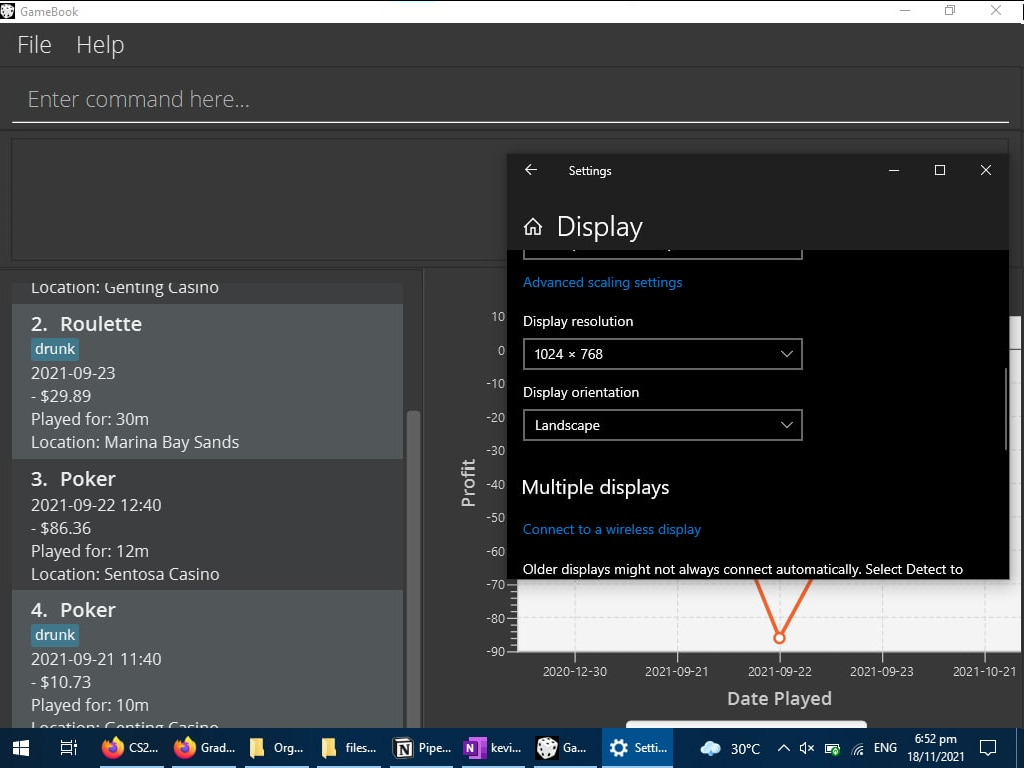 GameBook
File Help
Enter command here...
Location: Genting Casino
2. Roulette
drunk
2021-09-23
- $29.89
Played for: 30m
Location: Marina Bay Sands
3. Poker
2021-09-22 12:40
- $86.36
Played for: 12m
Location: Sentosa Casino
4. Poker
drunk
2021-09-21 11:40
- $10.73
Played for: 10m
Location: Genting Casino
Settings
Display
Advanced scaling settings
Display resolution
1024 × 768
Display orientation
Landscape
Multiple displays
Connect to a wireless display
Older displays might not always connect automatically. Select Detect to
Profit
10
0
-10
-20
-30
-40
-50
-60
-70
-80
-90
2020-12-30 2021-09-21 2021-09-22 2021-09-23 2021-10-21
Date Played
CS2... Grad... Org... files... Pipe... kevi... Ga... Setti... 30°C ENG
6:52 pm
18/11/2021